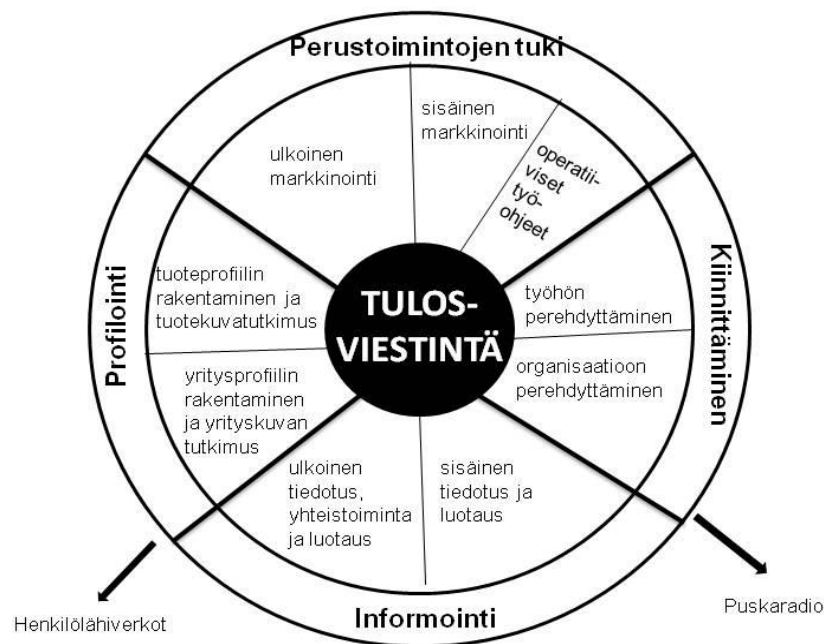 Perustoimintojen tuki
ulkoinen
markkinointi
sisäinen
markkinointi
operatii-
viset
työ-
ohjeet
Profilointi
tuoteprofiilin
rakentaminen ja
tuotekuvatutkimus
yritysprofiilin
rakentaminen
ja yrityskuvan
tutkimus
TULOS-
VIESTINTÄ
työhön
perehdyttäminen
organisaatioon
perehdyttäminen
Kiinnittäminen
ulkoinen
tiedotus,
yhteistoiminta
ja luotaus
sisäinen
tiedotus ja
luotaus
Informointi
Henkilölähiverkot
Puskaradio